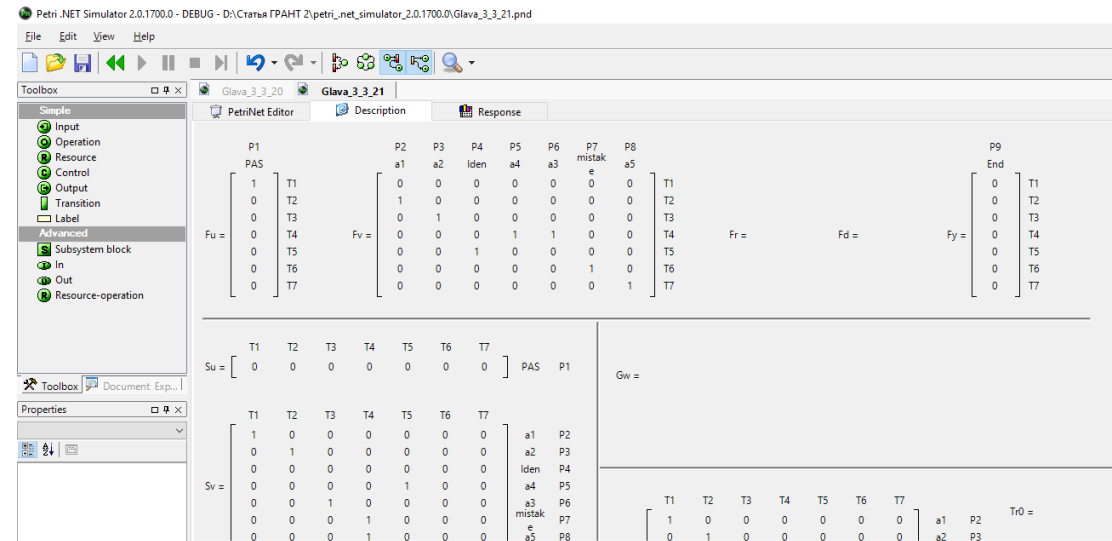 Petri .NET Simulator 2.0.1700.0 - DEBUG - D:\Статья ГРАНТ 2\petri_.net_simulator_2.0.1700.0\Glava_3_3_21.pnd
File Edit View Help
Toolbox
Glava_3_3_20 Glava_3_3_21
Simple
PetriNet Editor Description Response
Input
Operation
Resource
Control
Output
Transition
Label
Advanced
Subsystem block
In
Out
Resource-operation
P1 P2 P3 P4 P5 P6 P7 P8 P9
PAS a1 a2 Iden a4 a3 mistak
e a5 End
1 T1 0 0 0 0 0 0 0 T1 0 T1
0 T2 1 0 0 0 0 0 0 T2 0 T2
0 T3 0 1 0 0 0 0 0 T3 0 T3
Fu = 0 T4 Fv = 0 0 0 1 1 0 0 T4 Fr = Fd = Fy = 0 T4
0 T5 0 0 1 0 0 0 0 T5 0 T5
0 T6 0 0 0 0 0 1 0 T6 0 T6
0 T7 0 0 0 0 0 0 1 T7 0 T7
T1 T2 T3 T4 T5 T6 T7
Su = 0 0 0 0 0 0 0 PAS P1
Gw =
Toolbox Document Exp...
Properties
T1 T2 T3 T4 T5 T6 T7
1 0 0 0 0 0 0 a1 P2
0 1 0 0 0 0 0 a2 P3
0 0 0 0 0 0 0 Iden P4
Sv = 0 0 0 0 1 0 0 a4 P5
0 0 1 0 0 0 0 a3 P6
0 0 0 1 0 0 0 mistak
e P7
0 0 0 1 0 0 0 a5 P8
T1 T2 T3 T4 T5 T6 T7 Tr0 =
1 0 0 0 0 0 0 a1 P2
0 1 0 0 0 0 0 a2 P3